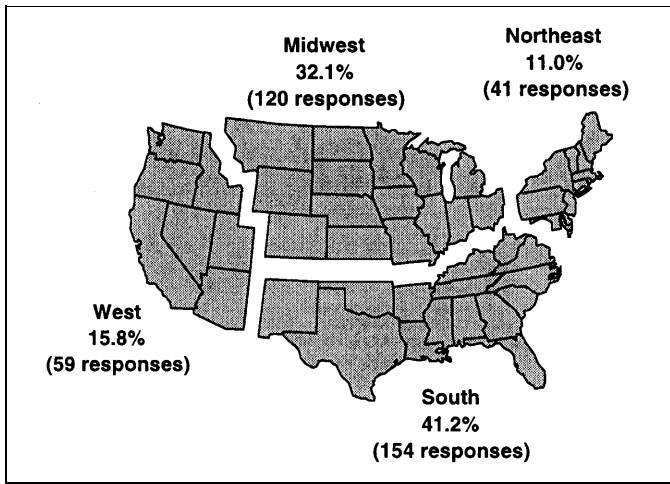 Midwest
32.1%
(120 responses)
Northeast
11.0%
(41 responses)
West
15.8%
(59 responses)
South
41.2%
(154 responses)